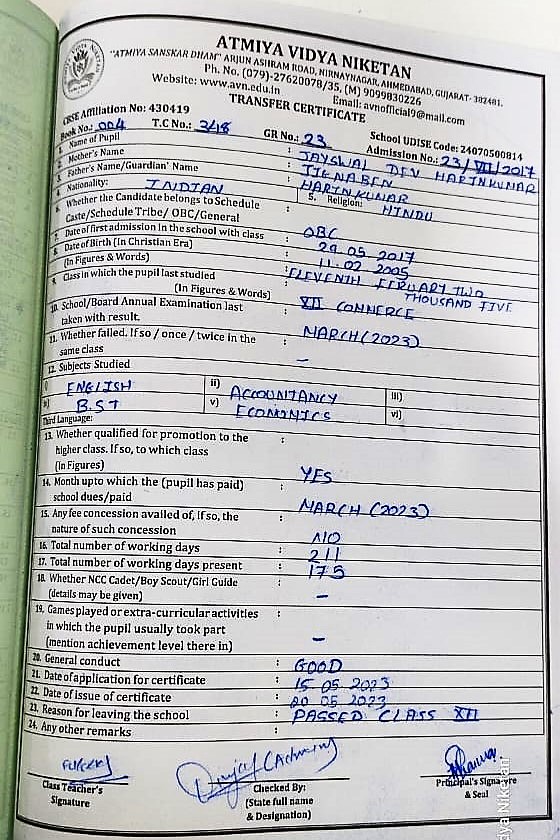 ATMIYA VIDYA NIKETAN
"ATMIYA SANSKAR DHAM" ARJUN ASHRAM ROAD, NIRNAYNAGAR, AHMEDABAD, GUJARAT- 382481.
Ph. No. (079)-27620078/35, (M) 9099830226
Website: www.avn.edu.in Email: avnofficial9@mail.com
TRANSFER CERTIFICATE
CBSE Affiliation No: 430419 School UDISE Code: 24070500814
Book No.: 004 T.C No.: 348 GR No.: 23 Admission No.: 23/VII/2017
1. Name of Pupil : JAYSWAL DEV HARINKUMAR
2. Mother's Name : JIGNABEN
3. Father's Name/Guardian' Name : HARINKUMAR
4. Nationality: INDIAN 5. Religion: HINDU
6. Whether the Candidate belongs to Schedule
Caste/Schedule Tribe/ OBC/General : OBC
7. Date of first admission in the school with class : 29.05.2017
8. Date of Birth (In Christian Era) : 11.02.2005
(In Figures & Words) ELEVENTH FEBRUARY TWO
THOUSAND FIVE
9. Class in which the pupil last studied
(In Figures & Words) : XII COMMERCE
10. School/Board Annual Examination last
taken with result. : MARCH (2023)
11. Whether failed. If so / once / twice in the
same class : –
12. Subjects Studied
i) ENGLISH ii) ACCOUNTANCY iii)
iv) B.ST v) ECONOMICS vi)
Third Language:
13. Whether qualified for promotion to the :
higher class. If so, to which class
(In Figures) YES
14. Month upto which the (pupil has paid)
school dues/paid : MARCH (2023)
15. Any fee concession availed of, if so, the
nature of such concession : NO
16. Total number of working days : 211
17. Total number of working days present : 175
18. Whether NCC Cadet/Boy Scout/Girl Guide :
(details may be given) –
19. Games played or extra-curricular activities :
in which the pupil usually took part
(mention achievement level there in) –
20. General conduct : GOOD
21. Date of application for certificate : 15.05.2023
22. Date of issue of certificate : 20.05.2023
23. Reason for leaving the school : PASSED CLASS XII
24. Any other remarks :
Class Teacher's
Signature
Checked By:
(State full name
& Designation)
Principal's Signature
& Seal